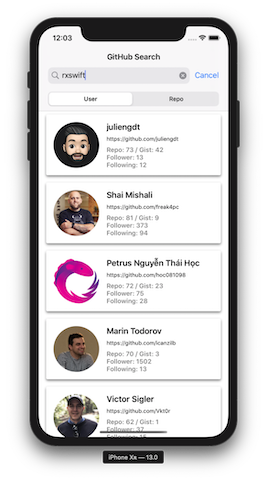 12:03
GitHub Search
rxswift
Cancel
User
Repo
juliengdt
https://github.com/juliengdt
Repo: 73 / Gist: 42
Follower: 13
Following: 12
Shai Mishali
https://github.com/freak4pc
Repo: 81 / Gist: 9
Follower: 373
Following: 94
Petrus Nguyễn Thái Học
https://github.com/hoc081098
Repo: 72 / Gist: 23
Follower: 75
Following: 28
Marin Todorov
https://github.com/icanzilb
Repo: 70 / Gist: 3
Follower: 1502
Following: 13
Victor Sigler
https://github.com/Vkt0r
Repo: 62 / Gist: 1
Follower: 37
Following: 15
iPhone Xʀ — 13.0